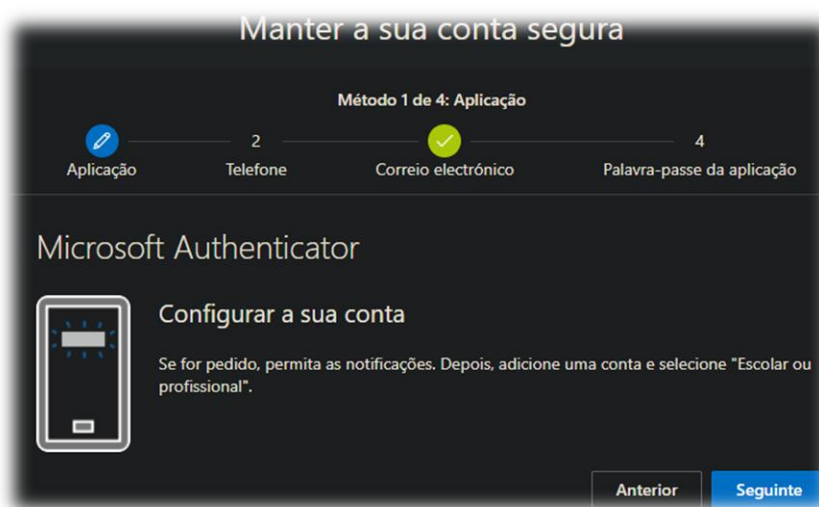 Manter a sua conta segura
Método 1 de 4: Aplicação
2
4
Aplicação
Telefone
Correio electrónico
Palavra-passe da aplicação
Microsoft Authenticator
Configurar a sua conta
Se for pedido, permita as notificações. Depois, adicione uma conta e selecione "Escolar ou
profissional".
Anterior
Seguinte